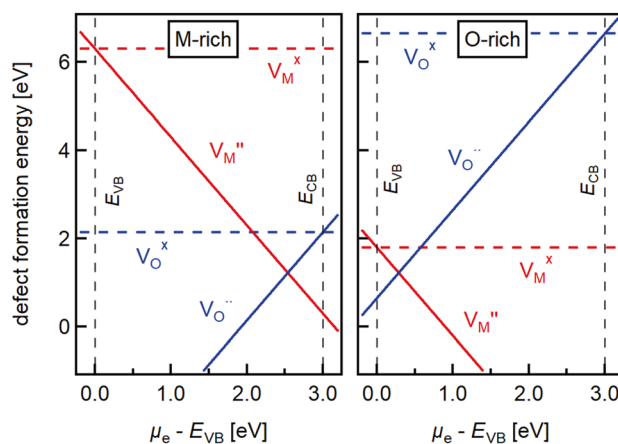 M-rich
O-rich
defect formation energy [eV]
6
4
2
0
V_M^x
V_M''
E_VB
E_CB
V_O^x
V_O^¨
0.0 1.0 2.0 3.0
μ_e - E_VB [eV]
V_O^x
V_O^¨
E_VB
E_CB
V_M^x
V_M''
0.0 1.0 2.0 3.0
μ_e - E_VB [eV]